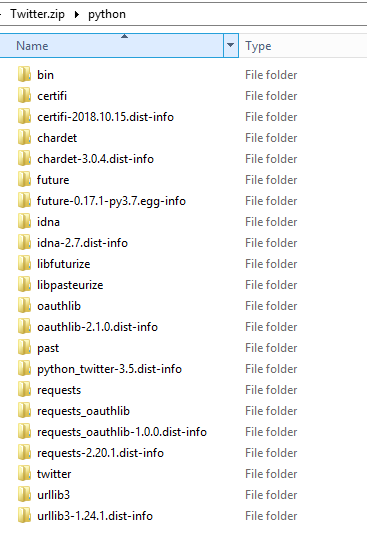 Twitter.zip python
Name Type
bin File folder
certifi File folder
certifi-2018.10.15.dist-info File folder
chardet File folder
chardet-3.0.4.dist-info File folder
future File folder
future-0.17.1-py3.7.egg-info File folder
idna File folder
idna-2.7.dist-info File folder
libfuturize File folder
libpasteurize File folder
oauthlib File folder
oauthlib-2.1.0.dist-info File folder
past File folder
python_twitter-3.5.dist-info File folder
requests File folder
requests_oauthlib File folder
requests_oauthlib-1.0.0.dist-info File folder
requests-2.20.1.dist-info File folder
twitter File folder
urllib3 File folder
urllib3-1.24.1.dist-info File folder